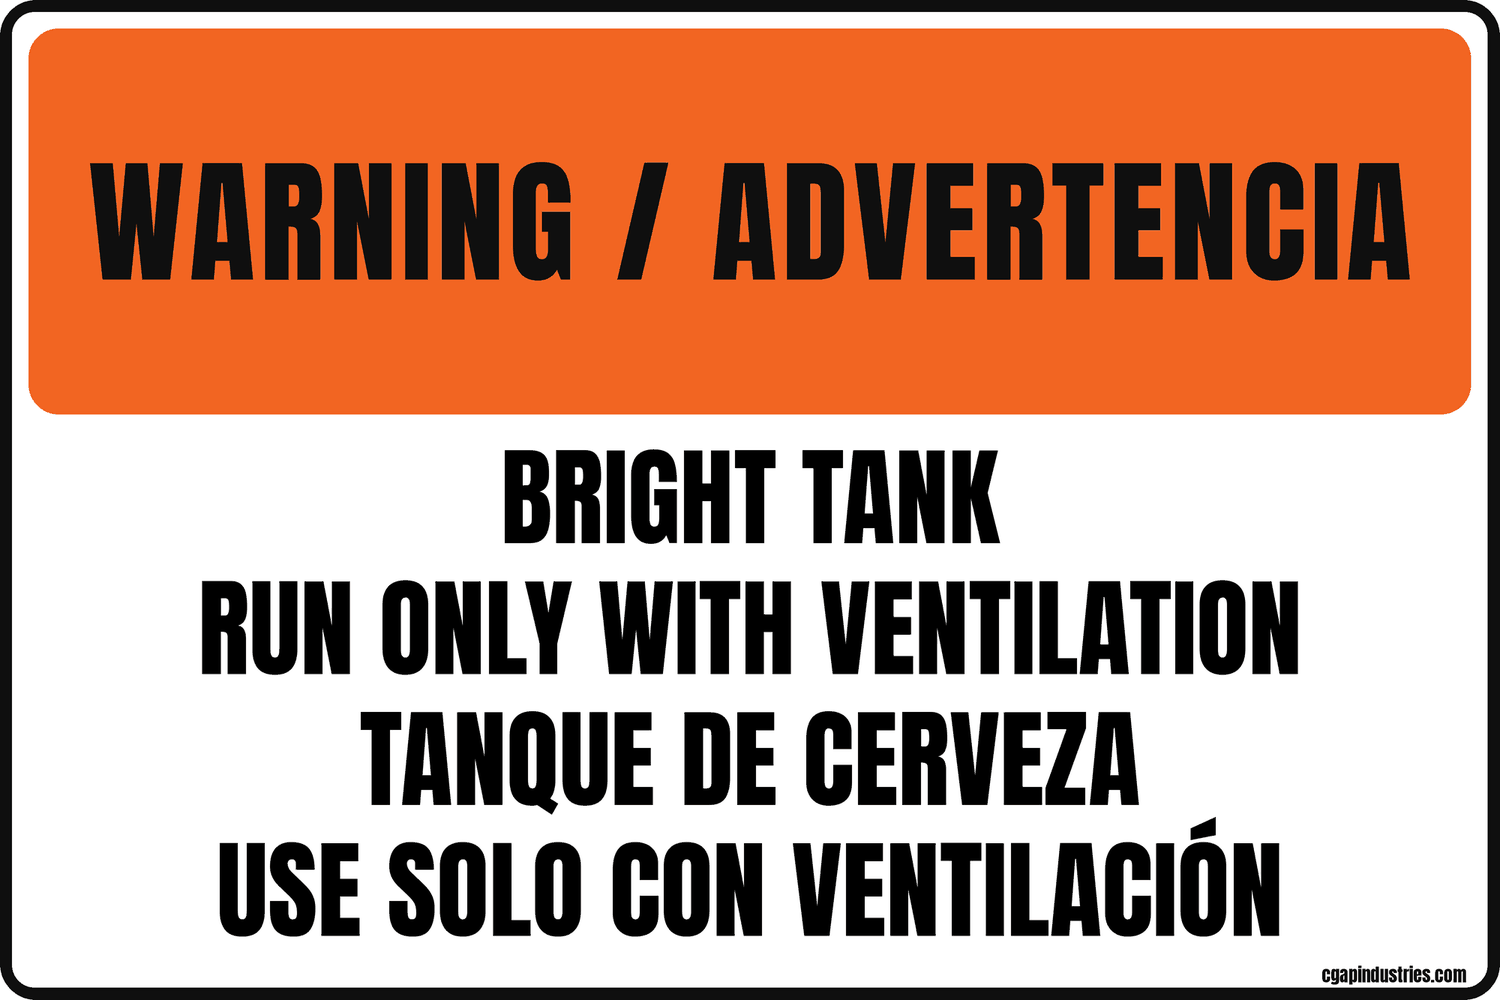 WARNING / ADVERTENCIA
BRIGHT TANK
RUN ONLY WITH VENTILATION
TANQUE DE CERVEZA
USE SOLO CON VENTILACIÓN
cgapindustries.com